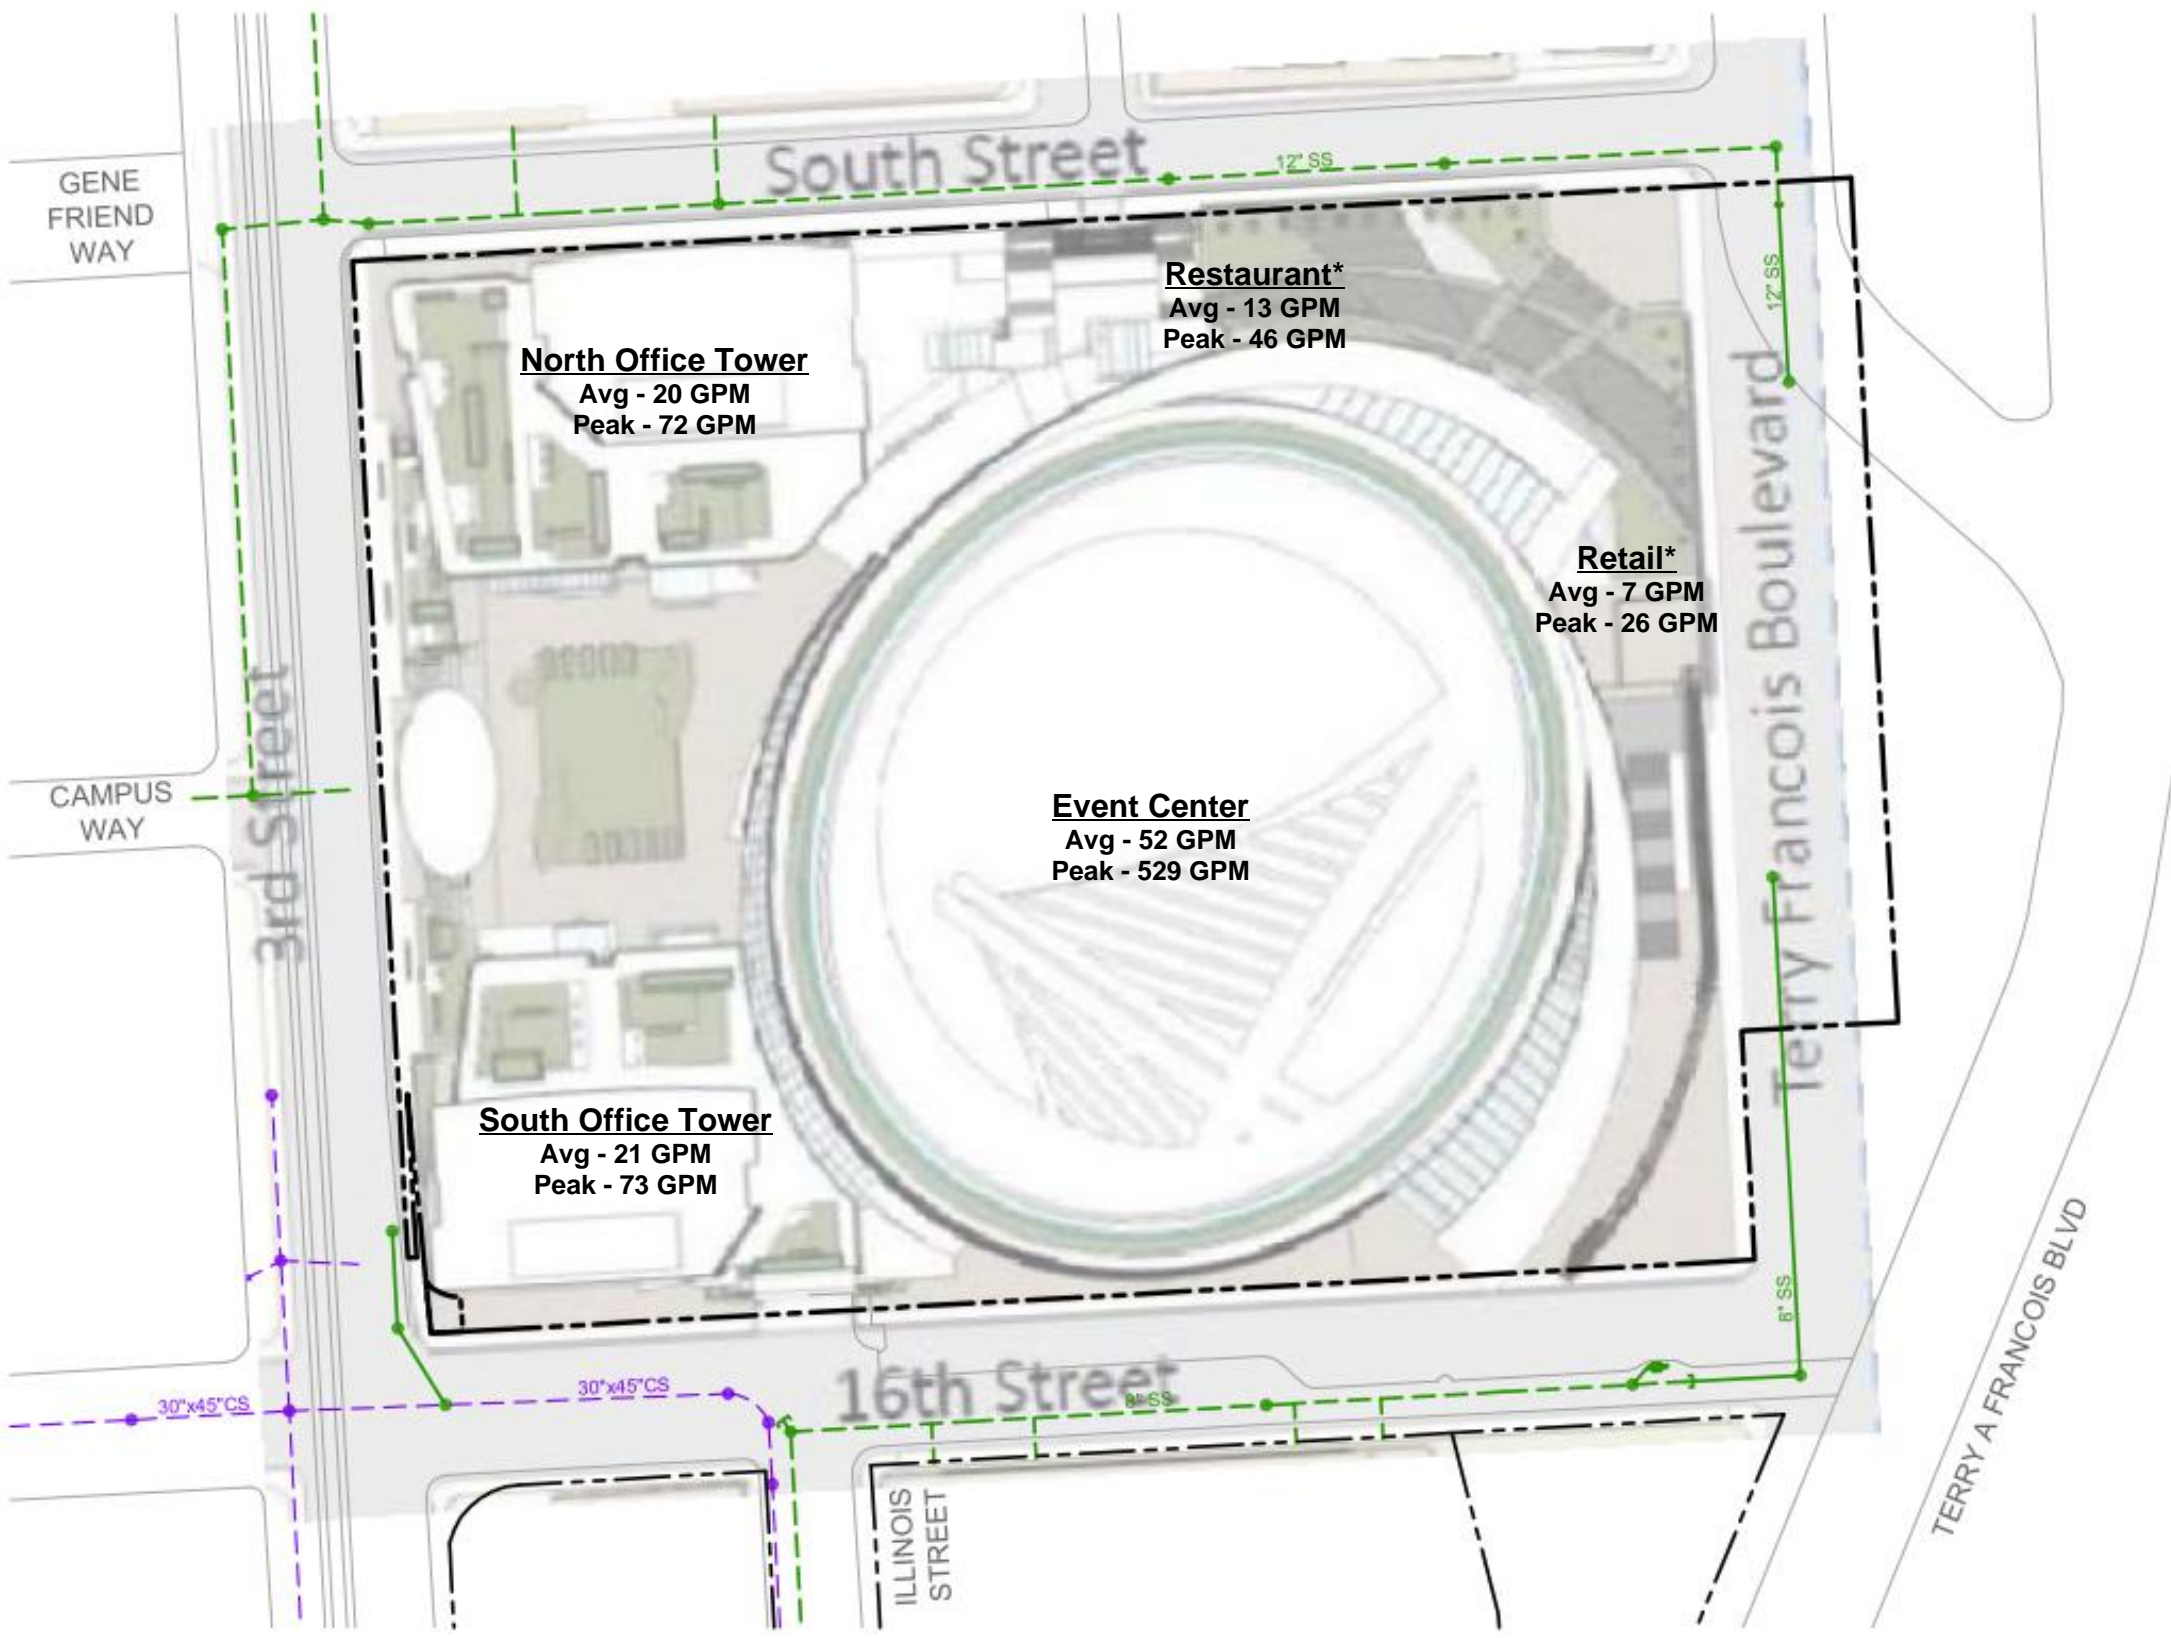 South Street
12" SS
GENE
FRIEND
WAY
12" SS
Restaurant*
Avg - 13 GPM
Peak - 46 GPM
North Office Tower
Avg - 20 GPM
Peak - 72 GPM
Retail*
Avg - 7 GPM
Peak - 26 GPM
Terry Francois Boulevard
3rd Street
CAMPUS
WAY
Event Center
Avg - 52 GPM
Peak - 529 GPM
South Office Tower
Avg - 21 GPM
Peak - 73 GPM
8" SS
TERRY A FRANCOIS BLVD
30"x45"CS
30"x45"CS
16th Street
8" SS
ILLINOIS
STREET